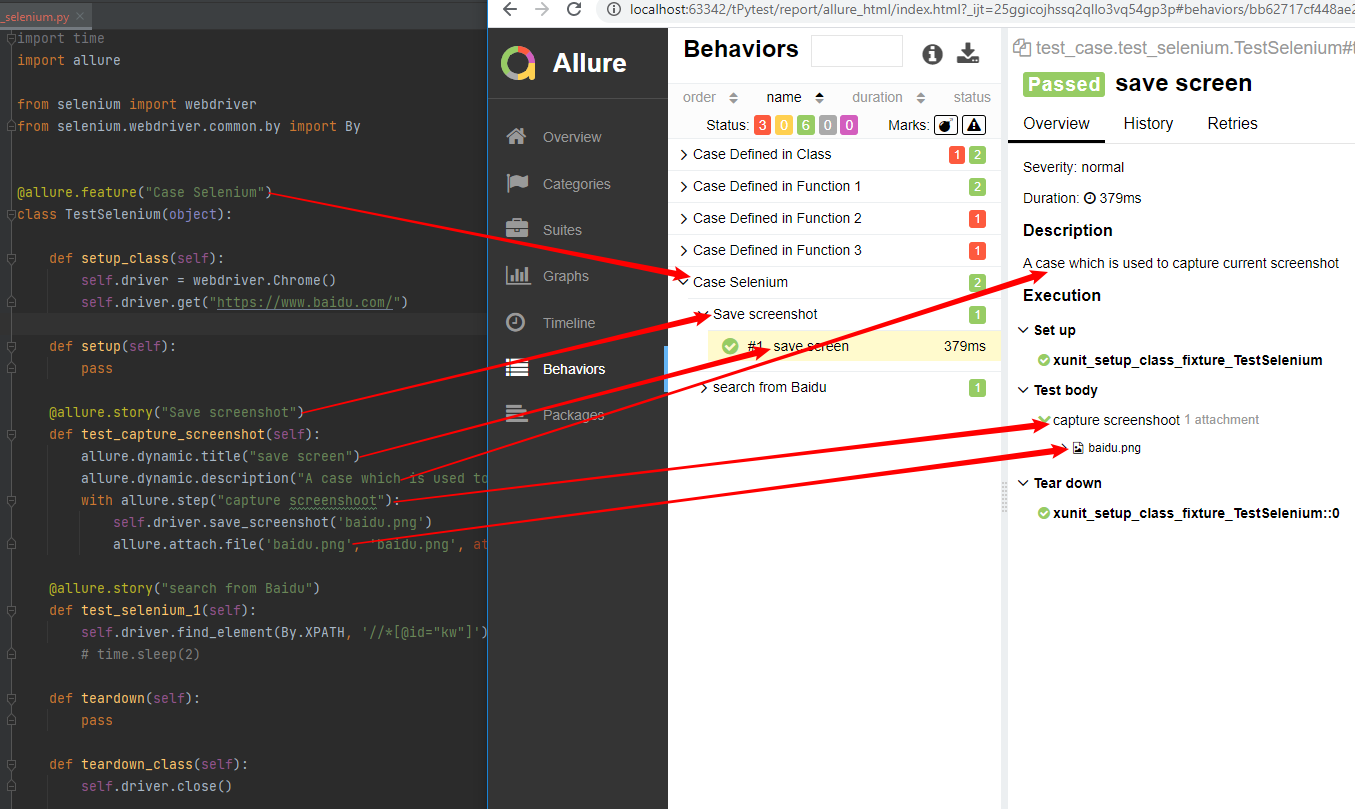 _selenium.py
import time
import allure
from selenium import webdriver
from selenium.webdriver.common.by import By
@allure.feature("Case Selenium")
class TestSelenium(object):
def setup_class(self):
self.driver = webdriver.Chrome()
self.driver.get("https://www.baidu.com/")
def setup(self):
pass
@allure.story("Save screenshot")
def test_capture_screenshot(self):
allure.dynamic.title("save screen")
allure.dynamic.description("A case which is used to
with allure.step("capture screenshoot"):
self.driver.save_screenshot('baidu.png')
allure.attach.file('baidu.png', 'baidu.png', at
@allure.story("search from Baidu")
def test_selenium_1(self):
self.driver.find_element(By.XPATH, '//*[@id="kw"]')
# time.sleep(2)
def teardown(self):
pass
def teardown_class(self):
self.driver.close()
localhost:63342/tPytest/report/allure_html/index.html?_ijt=25ggicojhssq2qllo3vq54gp3p#behaviors/bb62717cf448ae2
Allure
Overview
Categories
Suites
Graphs
Timeline
Behaviors
Packages
Behaviors
order name duration status
Status: 3 0 6 0 0 Marks:
Case Defined in Class 1 2
Case Defined in Function 1 2
Case Defined in Function 2 1
Case Defined in Function 3 1
Case Selenium 2
Save screenshot 1
#1 save screen 379ms
search from Baidu 1
test_case.test_selenium.TestSelenium#t
Passed save screen
Overview History Retries
Severity: normal
Duration: 379ms
Description
A case which is used to capture current screenshot
Execution
Set up
xunit_setup_class_fixture_TestSelenium
Test body
capture screenshoot 1 attachment
baidu.png
Tear down
xunit_setup_class_fixture_TestSelenium::0